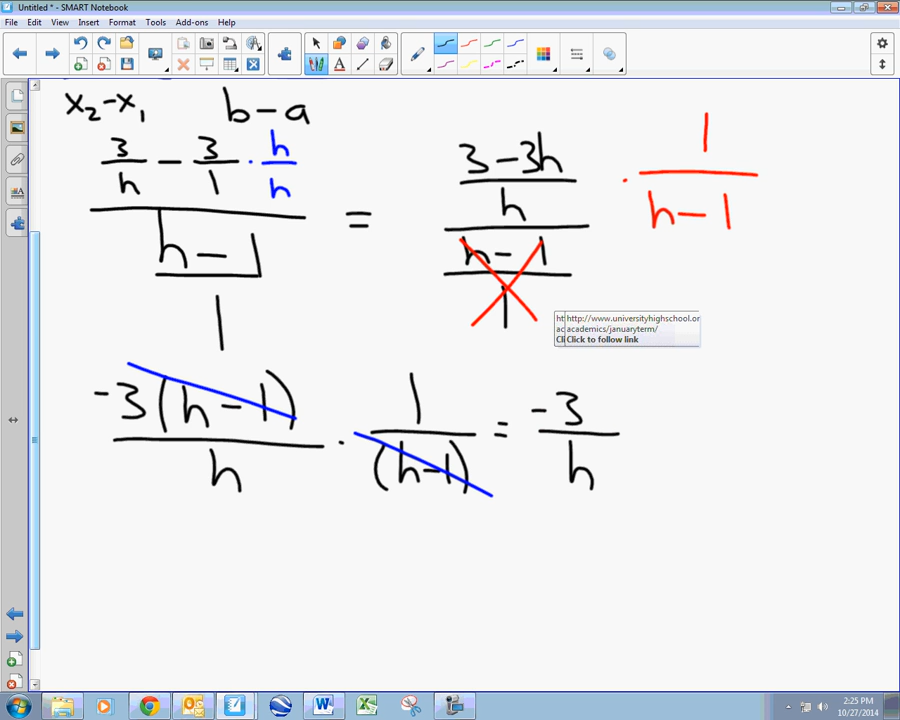 Untitled * - SMART Notebook
File Edit View Insert Format Tools Add-ons Help
x₂-x₁ b-a
3/h - 3/1 · h/h
h-1
1
=
3-3h
h
h-1
1
· 1/(h-1)
http://www.universityhighschool.or
academics/januaryterm/
Click to follow link
-3(h-1)/h · 1/(h-1) = -3/h
2:25 PM
10/27/2014